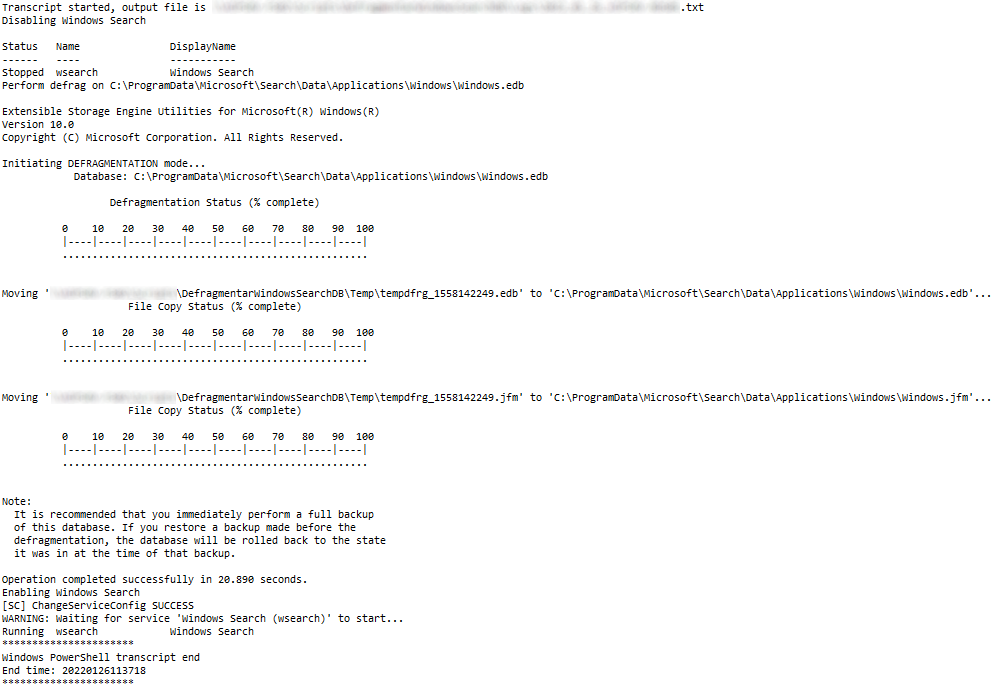 Transcript started, output file is .txt
Disabling Windows Search
Status   Name               DisplayName
------   ----               -----------
Stopped  wsearch            Windows Search
Perform defrag on C:\ProgramData\Microsoft\Search\Data\Applications\Windows\Windows.edb
Extensible Storage Engine Utilities for Microsoft(R) Windows(R)
Version 10.0
Copyright (C) Microsoft Corporation. All Rights Reserved.
Initiating DEFRAGMENTATION mode...
            Database: C:\ProgramData\Microsoft\Search\Data\Applications\Windows\Windows.edb
                  Defragmentation Status (% complete)
          0    10   20   30   40   50   60   70   80   90  100
          |----|----|----|----|----|----|----|----|----|----|
          ...................................................
Moving '\DefragmentarWindowsSearchDB\Temp\tempdfrg_1558142249.edb' to 'C:\ProgramData\Microsoft\Search\Data\Applications\Windows\Windows.edb'...
                     File Copy Status (% complete)
          0    10   20   30   40   50   60   70   80   90  100
          |----|----|----|----|----|----|----|----|----|----|
          ...................................................
Moving '\DefragmentarWindowsSearchDB\Temp\tempdfrg_1558142249.jfm' to 'C:\ProgramData\Microsoft\Search\Data\Applications\Windows\Windows.jfm'...
                     File Copy Status (% complete)
          0    10   20   30   40   50   60   70   80   90  100
          |----|----|----|----|----|----|----|----|----|----|
          ...................................................
Note:
  It is recommended that you immediately perform a full backup
  of this database. If you restore a backup made before the
  defragmentation, the database will be rolled back to the state
  it was in at the time of that backup.
Operation completed successfully in 20.890 seconds.
Enabling Windows Search
[SC] ChangeServiceConfig SUCCESS
WARNING: Waiting for service 'Windows Search (wsearch)' to start...
Running  wsearch            Windows Search
**********************
Windows PowerShell transcript end
End time: 20220126113718
**********************